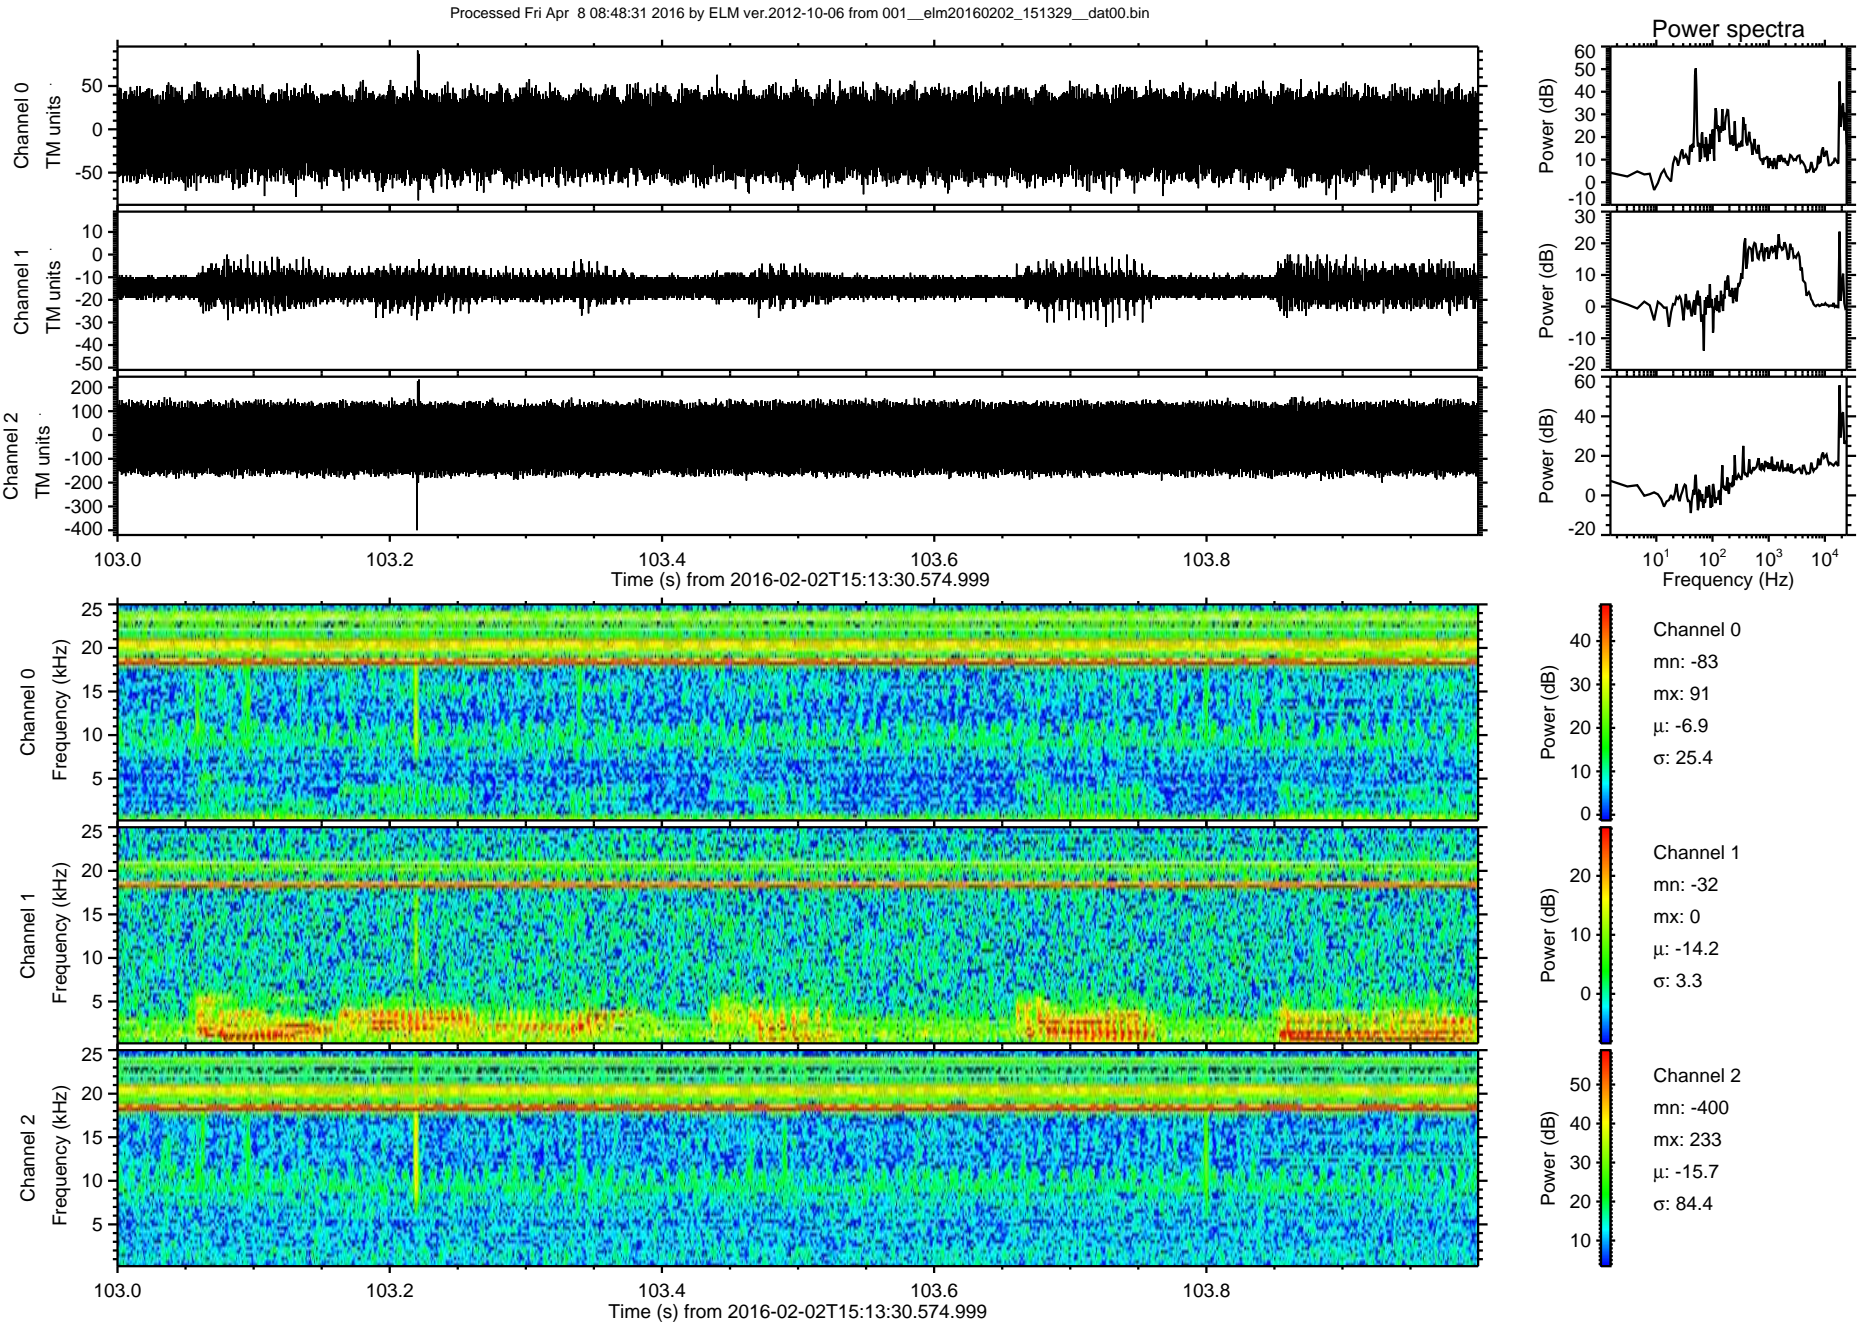 Processed Fri Apr  8 08:48:31 2016 by ELM ver.2012-10-06 from 001__elm20160202_151329__dat00.bin
Power spectra
Channel 0
TM units
50
0
-50
Power (dB)
60
50
40
30
20
10
0
-10
Channel 1
TM units
10
0
-10
-20
-30
-40
-50
Power (dB)
30
20
10
0
-10
-20
Channel 2
TM units
200
100
0
-100
-200
-300
-400
Power (dB)
60
40
20
0
-20
103.0 103.2 103.4 103.6 103.8
Time (s) from 2016-02-02T15:13:30.574.999
10¹ 10² 10³ 10⁴
Frequency (Hz)
Channel 0
Frequency (kHz)
25
20
15
10
5
Power (dB)
40
30
20
10
0
Channel 0
mn: -83
mx: 91
μ: -6.9
σ: 25.4
Channel 1
Frequency (kHz)
25
20
15
10
5
Power (dB)
20
10
0
Channel 1
mn: -32
mx: 0
μ: -14.2
σ: 3.3
Channel 2
Frequency (kHz)
25
20
15
10
5
Power (dB)
50
40
30
20
10
Channel 2
mn: -400
mx: 233
μ: -15.7
σ: 84.4
103.0 103.2 103.4 103.6 103.8
Time (s) from 2016-02-02T15:13:30.574.999